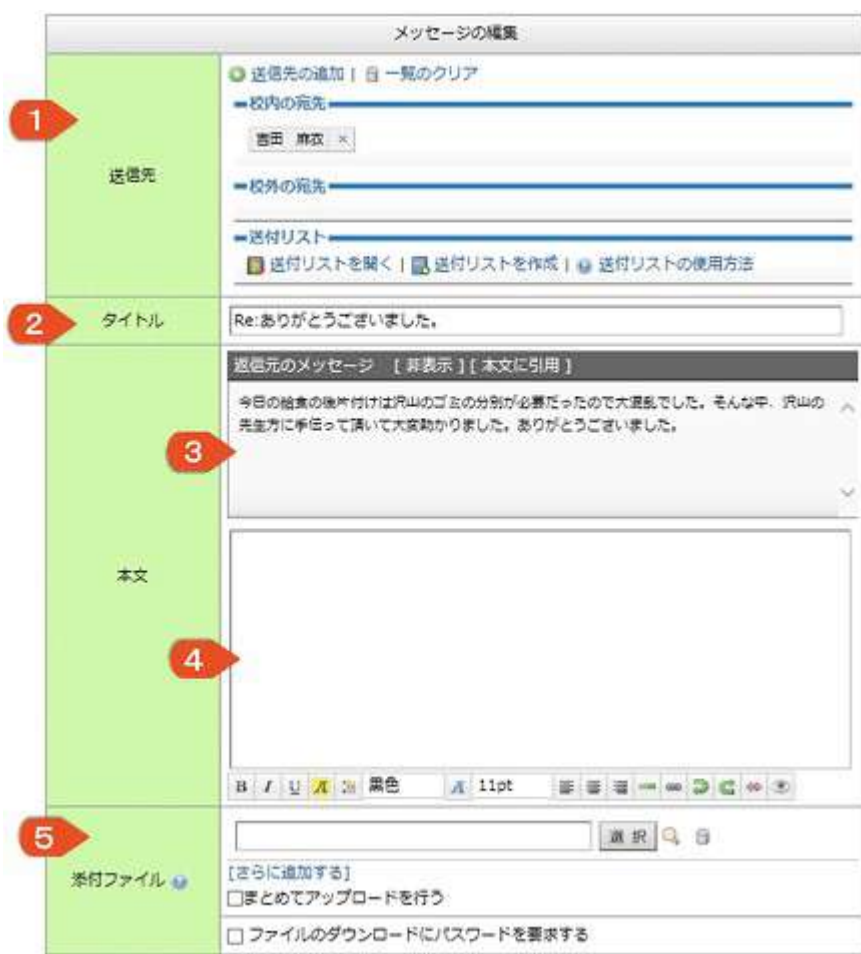 メッセージの編集
1
送信先
送信先の追加 | 一覧のクリア
校内の宛先
吉田 麻衣 ×
校外の宛先
送付リスト
送付リストを開く | 送付リストを作成 | 送付リストの使用方法
2
タイトル
Re:ありがとうございました。
本文
返信元のメッセージ [ 非表示 ] [ 本文に引用 ]
今日の給食の後片付けは沢山のゴミの分別が必要だったので大混乱でした。そんな中、沢山の
先生方に手伝って頂いて大変助かりました。ありがとうございました。
3
4
B I U A 黒色 A 11pt
5
添付ファイル
選 択
[さらに追加する]
まとめてアップロードを行う
ファイルのダウンロードにパスワードを要求する